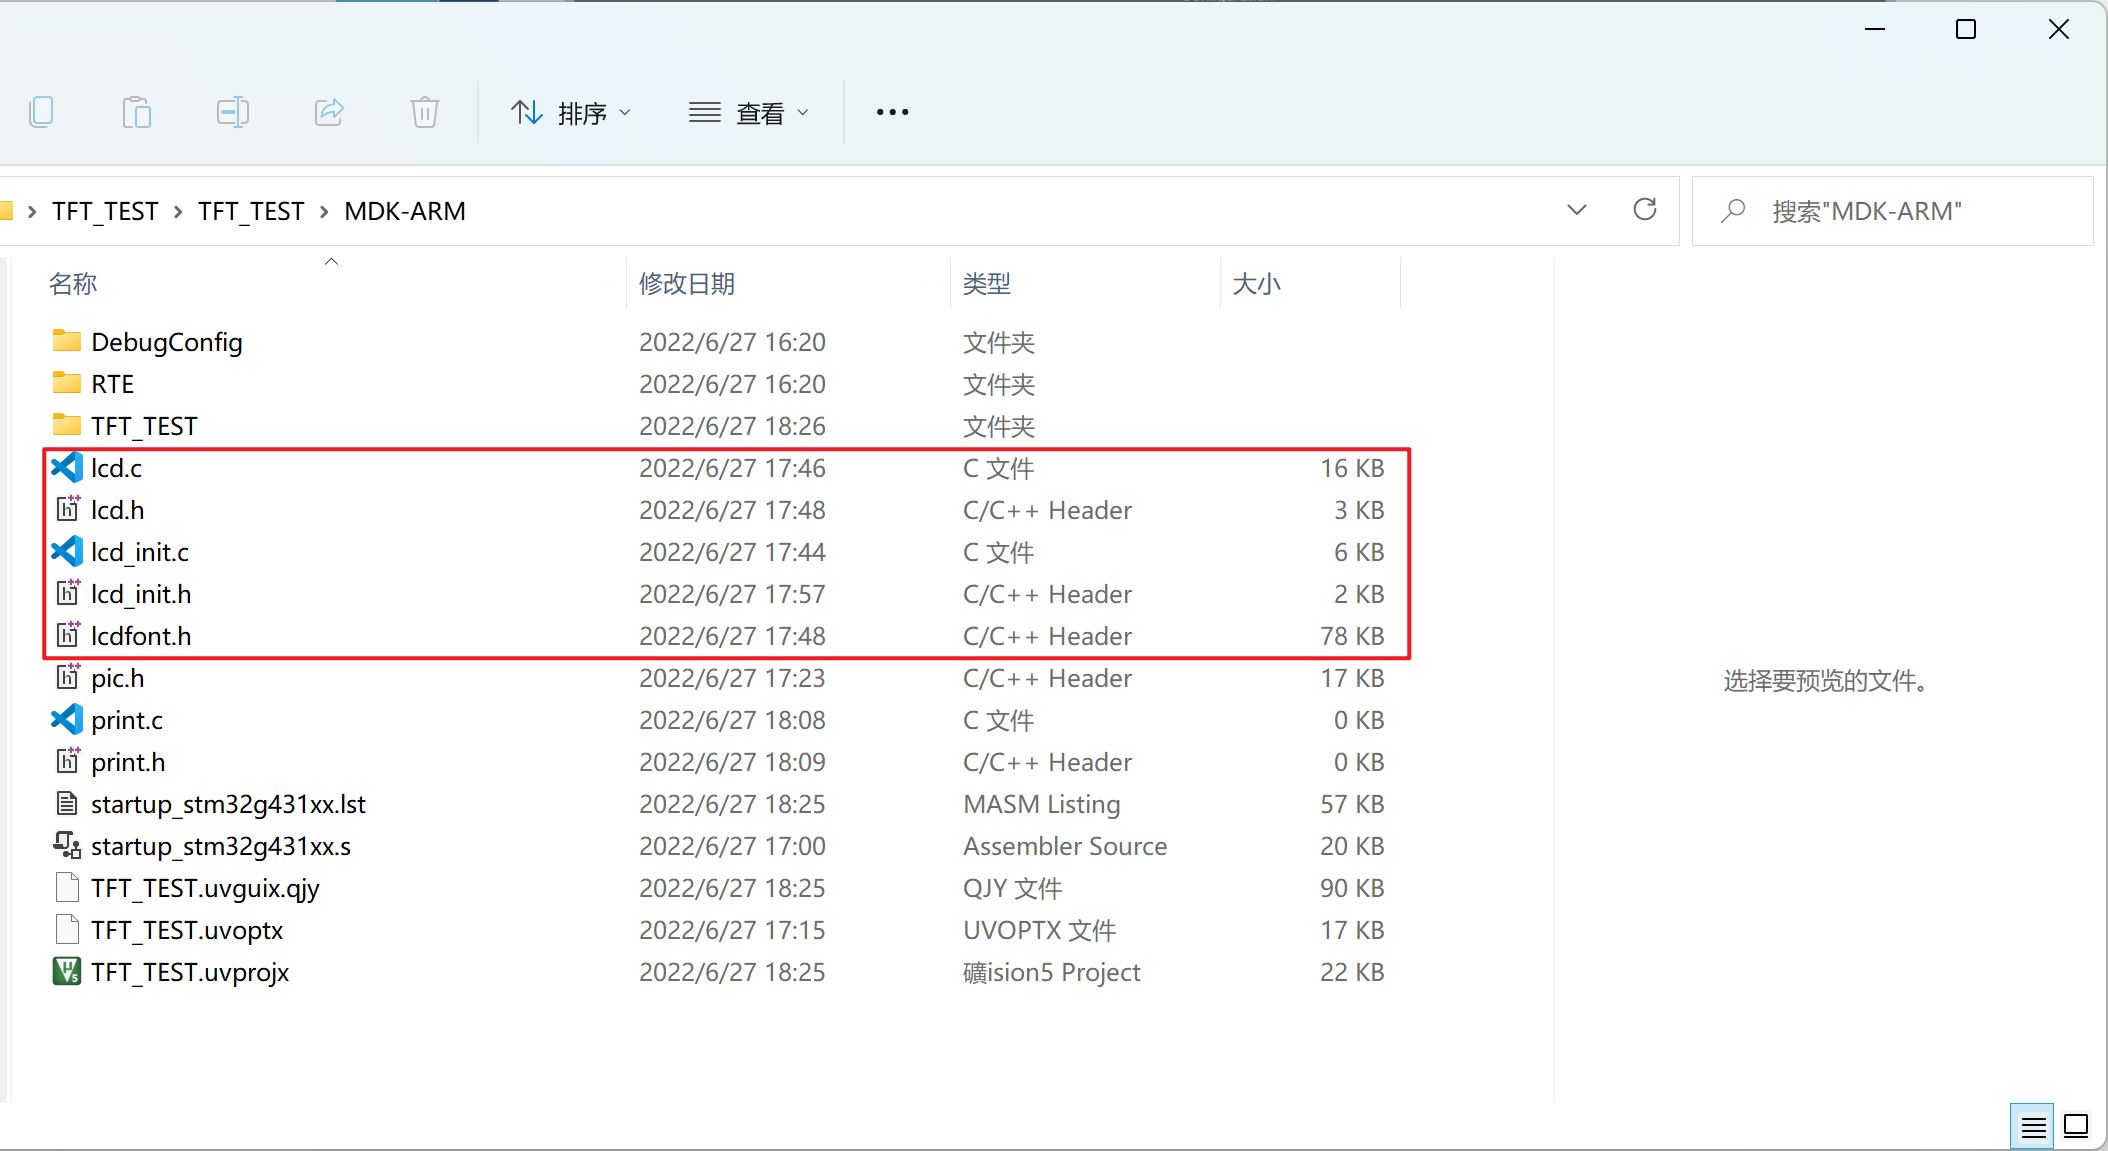 排序 查看
TFT_TEST TFT_TEST MDK-ARM 搜索"MDK-ARM"
名称 修改日期 类型 大小
DebugConfig 2022/6/27 16:20 文件夹
RTE 2022/6/27 16:20 文件夹
TFT_TEST 2022/6/27 18:26 文件夹
lcd.c 2022/6/27 17:46 C 文件 16 KB
lcd.h 2022/6/27 17:48 C/C++ Header 3 KB
lcd_init.c 2022/6/27 17:44 C 文件 6 KB
lcd_init.h 2022/6/27 17:57 C/C++ Header 2 KB
lcdfont.h 2022/6/27 17:48 C/C++ Header 78 KB
pic.h 2022/6/27 17:23 C/C++ Header 17 KB
选择要预览的文件。
print.c 2022/6/27 18:08 C 文件 0 KB
print.h 2022/6/27 18:09 C/C++ Header 0 KB
startup_stm32g431xx.lst 2022/6/27 18:25 MASM Listing 57 KB
startup_stm32g431xx.s 2022/6/27 17:00 Assembler Source 20 KB
TFT_TEST.uvguix.qjy 2022/6/27 18:25 QJY 文件 90 KB
TFT_TEST.uvoptx 2022/6/27 17:15 UVOPTX 文件 17 KB
TFT_TEST.uvprojx 2022/6/27 18:25 礦ision5 Project 22 KB